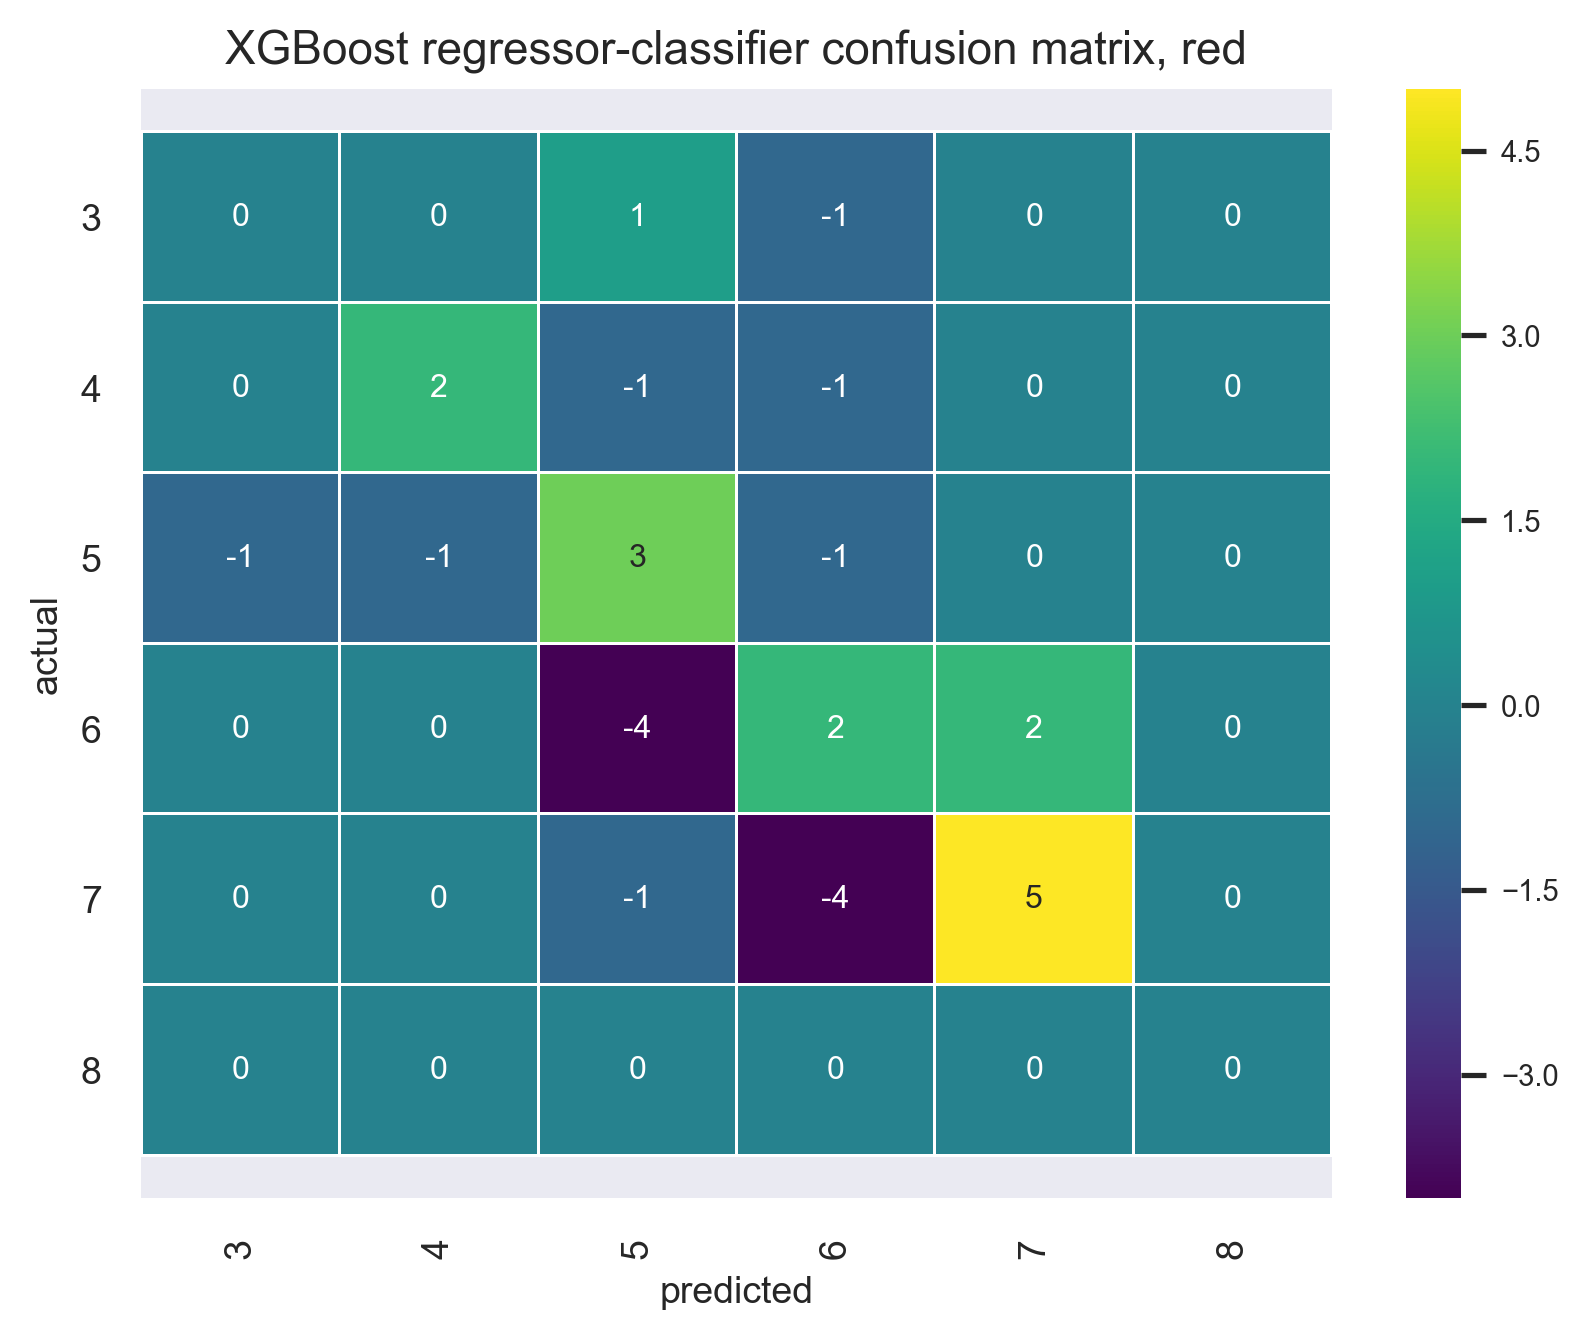 XGBoost regressor-classifier confusion matrix, red
3 0 0 1 -1 0 0
4 0 2 -1 -1 0 0
5 -1 -1 3 -1 0 0
6 0 0 -4 2 2 0
7 0 0 -1 -4 5 0
8 0 0 0 0 0 0
actual
3 4 5 6 7 8
predicted
4.5
3.0
1.5
0.0
−1.5
−3.0